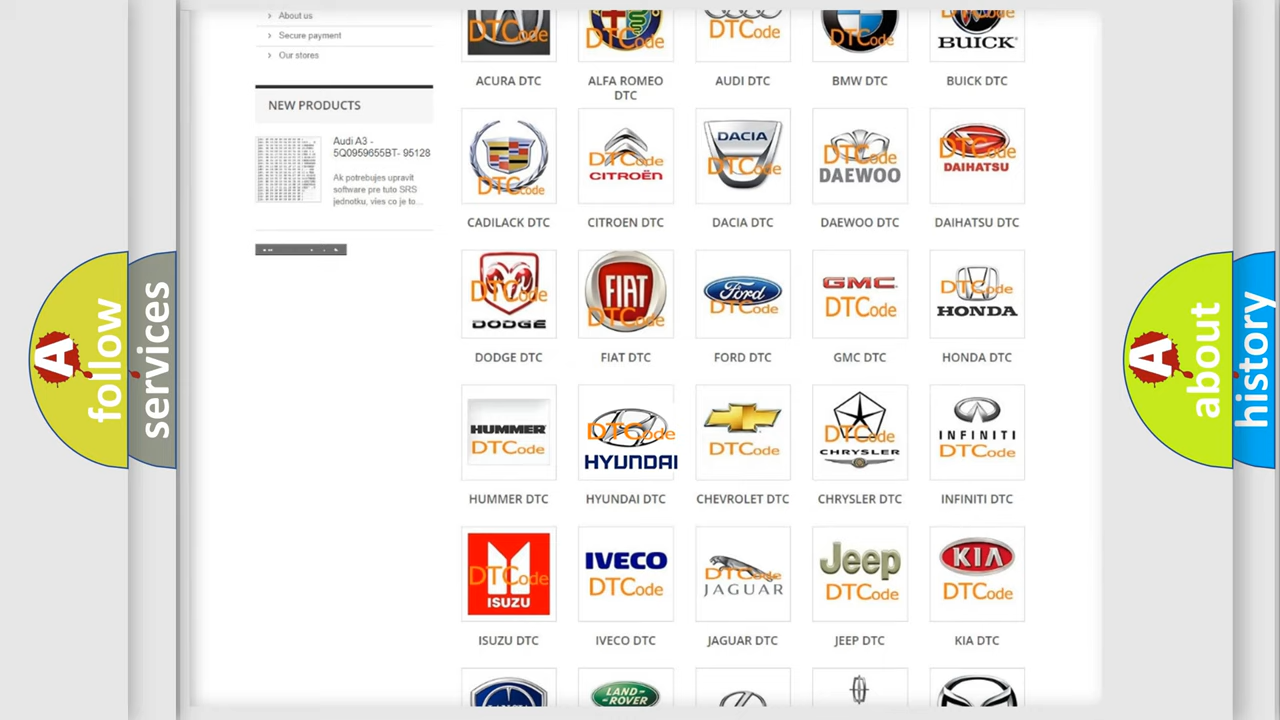 About us
Secure payment
Our stores
NEW PRODUCTS
Audi A3 -
5Q0959655BT- 95128
Ak potrebujes upravit
software pre tuto SRS
jednotku, vies co je to...
DTCode
DTCode
DTCode
DTCode
BUICK
ACURA DTC
ALFA ROMEO
DTC
AUDI DTC
BMW DTC
BUICK DTC
DTCode
DTCode
CITROËN
DACIA
DTCode
DTCode
DAEWOO
DTCode
DAIHATSU
CADILACK DTC
CITROEN DTC
DACIA DTC
DAEWOO DTC
DAIHATSU DTC
DTCode
DODGE
FIAT
DTCode
Ford
DTCode
GMC
DTCode
DTCode
HONDA
DODGE DTC
FIAT DTC
FORD DTC
GMC DTC
HONDA DTC
HUMMER
DTCode
DTCode
HYUNDAI
DTCode
DTCode
CHRYSLER
INFINITI
DTCode
HUMMER DTC
HYUNDAI DTC
CHEVROLET DTC
CHRYSLER DTC
INFINITI DTC
DTCode
ISUZU
IVECO
DTCode
DTCode
JAGUAR
Jeep
DTCode
KIA
DTCode
ISUZU DTC
IVECO DTC
JAGUAR DTC
JEEP DTC
KIA DTC
LAND-
ROVER
A
follow
services
A
about
history